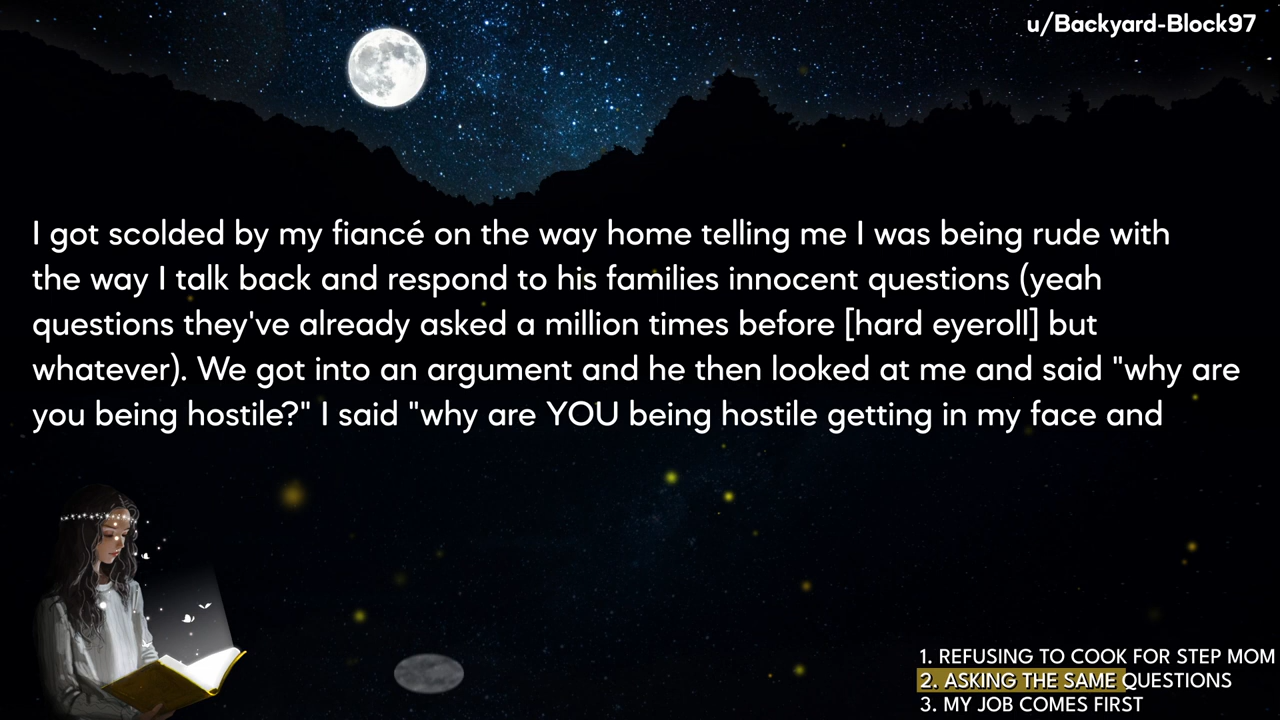 u/Backyard-Block97
I got scolded by my fiancé on the way home telling me I was being rude with
the way I talk back and respond to his families innocent questions (yeah
questions they've already asked a million times before [hard eyeroll] but
whatever). We got into an argument and he then looked at me and said "why are
you being hostile?" I said "why are YOU being hostile getting in my face and
1. REFUSING TO COOK FOR STEP MOM
2. ASKING THE SAME QUESTIONS
3. MY JOB COMES FIRST